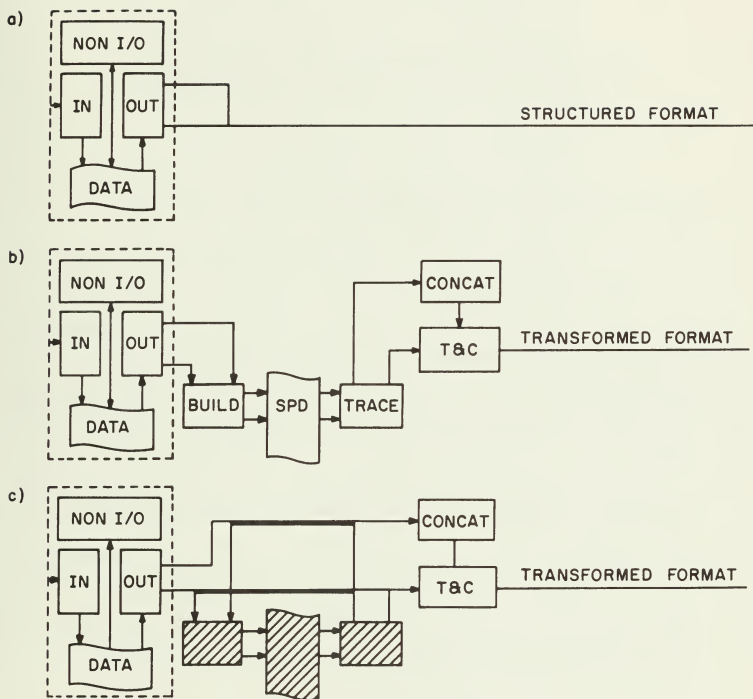 a)
NON I/O
IN
OUT
DATA
STRUCTURED FORMAT
b)
NON I/O
CONCAT
IN
OUT
T&C
TRANSFORMED FORMAT
BUILD
SPD
TRACE
DATA
c)
NON I/O
CONCAT
IN
OUT
T&C
TRANSFORMED FORMAT
DATA